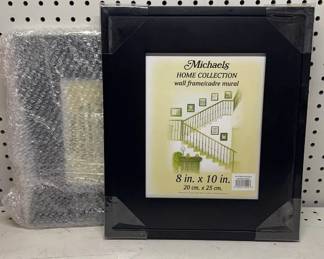 Michaels
HOME COLLECTION
wall frame/cadre mural
8 in. x 10 in.
20 cm. x 25 cm.